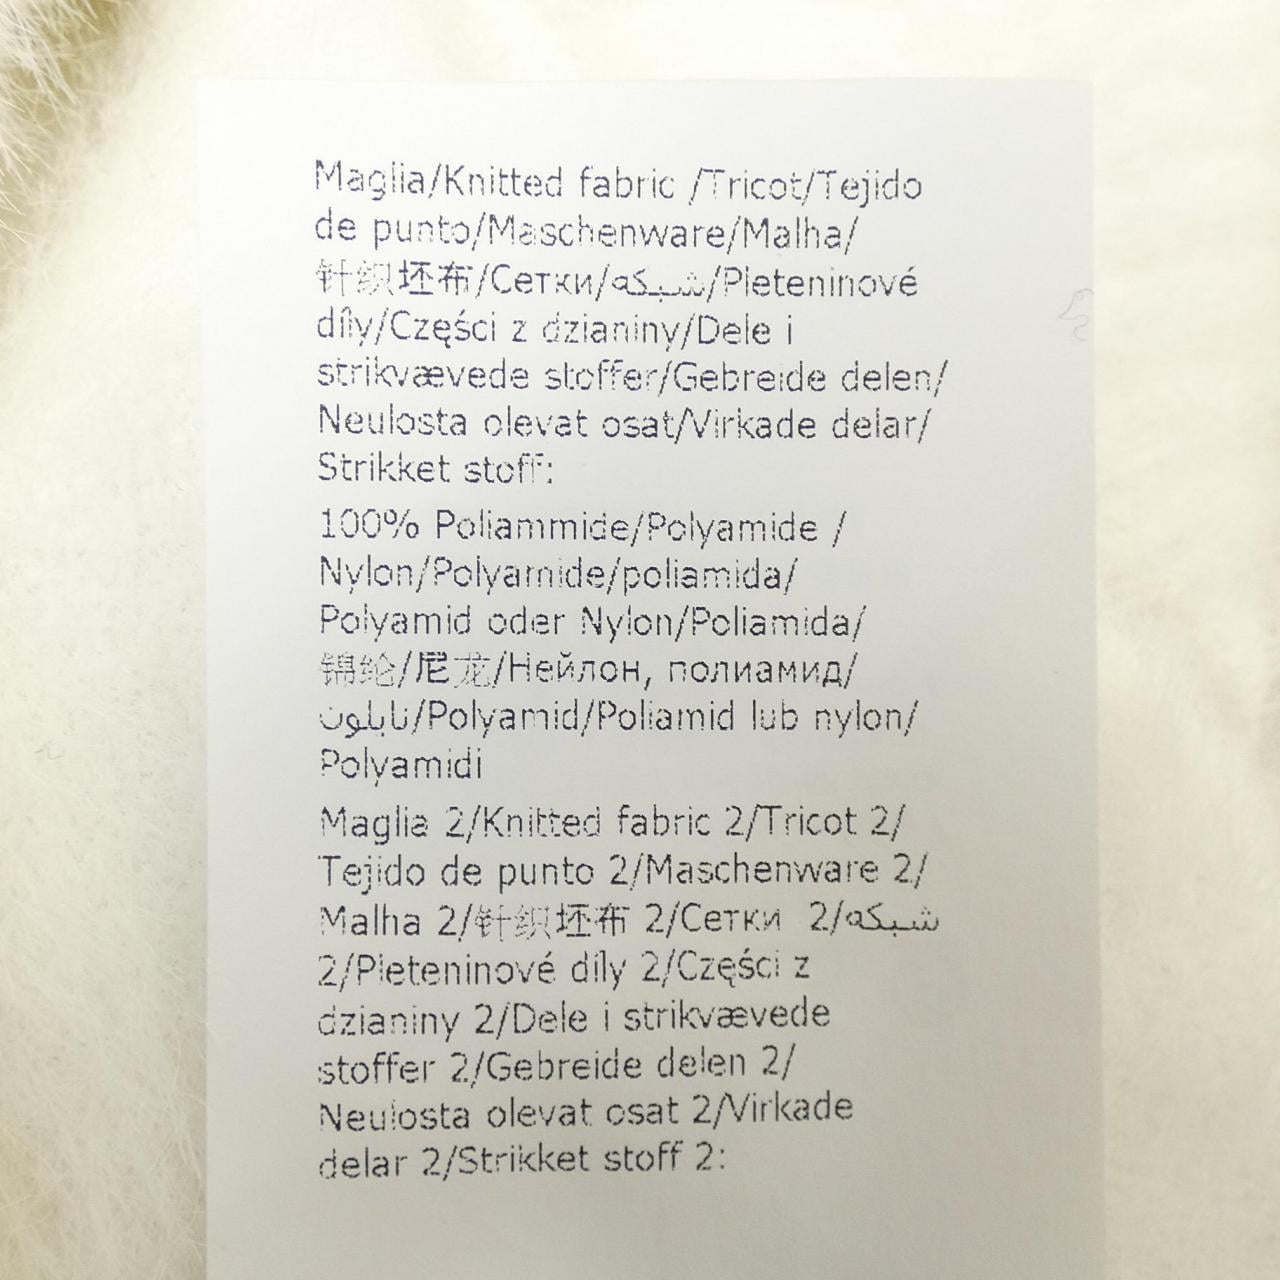 Maglia/Knitted fabric /Tricot/Tejido
de punto/Maschenware/Malha/
针织坯布/Сетки/شبكه/Pleteninové
díly/Części z dzianiny/Dele i
strikvævede stoffer/Gebreide delen/
Neulosta olevat osat/Virkade delar/
Strikket stoff:
100% Poliammide/Polyamide /
Nylon/Polyamide/poliamida/
Polyamid oder Nylon/Poliamida/
锦纶/尼龙/Нейлон, полиамид/
نايلون/Polyamid/Poliamid lub nylon/
Polyamidi
Maglia 2/Knitted fabric 2/Tricot 2/
Tejido de punto 2/Maschenware 2/
Malha 2/针织坯布 2/Сетки  2/شبكه
2/Pleteninové díly 2/Części z
dzianiny 2/Dele i strikvævede
stoffer 2/Gebreide delen 2/
Neulosta olevat osat 2/Virkade
delar 2/Strikket stoff 2: